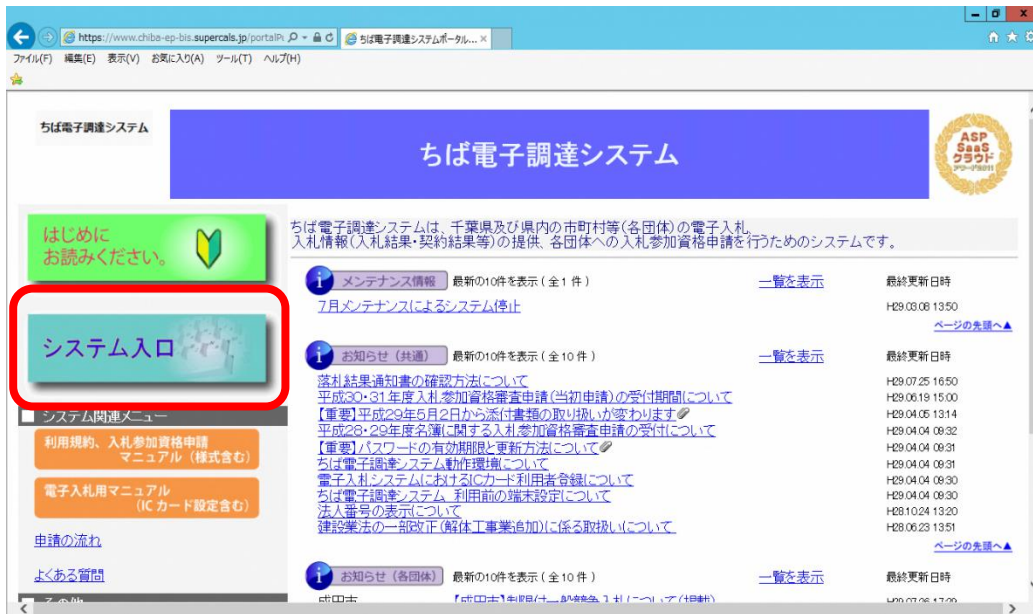 https://www.chiba-ep-bis.supercals.jp/portalP
ちば電子調達システムポータル...
ファイル(F) 編集(E) 表示(V) お気に入り(A) ツール(T) ヘルプ(H)
ちば電子調達システム
ちば電子調達システム
ASP
SaaS
クラウド
はじめに
お読みください。
システム入口
システム関連メニュー
利用規約、入札参加資格申請
マニュアル(様式含む)
電子入札用マニュアル
(ICカード設定含む)
申請の流れ
よくある質問
ちば電子調達システムは、千葉県及び県内の市町村等(各団体)の電子入札、
入札情報(入札結果・契約結果等)の提供、各団体への入札参加資格申請を行うためのシステムです。
メンテナンス情報 最新の10件を表示(全1件) 一覧を表示 最終更新日時
7月メンテナンスによるシステム停止 H29.03.08 13:50
ページの先頭へ▲
お知らせ(共通) 最新の10件を表示(全10件) 一覧を表示 最終更新日時
落札結果通知書の確認方法について H29.07.25 16:50
平成30・31年度入札参加資格審査申請(当初申請)の受付期間について H29.06.19 15:00
【重要】平成29年5月2日から添付書類の取り扱いが変わります H29.04.05 13:14
平成28・29年度名簿に関する入札参加資格審査申請の受付について H29.04.04 09:32
【重要】パスワードの有効期限と更新方法について H29.04.04 09:31
ちば電子調達システム動作環境について H29.04.04 09:31
電子入札システムにおけるICカード利用者登録について H29.04.04 09:30
ちば電子調達システム 利用前の端末設定について H29.04.04 09:30
法人番号の表示について H28.10.24 13:20
建設業法の一部改正(解体工事業追加)に係る取扱いについて H28.06.23 13:51
ページの先頭へ▲
お知らせ(各団体) 最新の10件を表示(全10件) 一覧を表示 最終更新日時